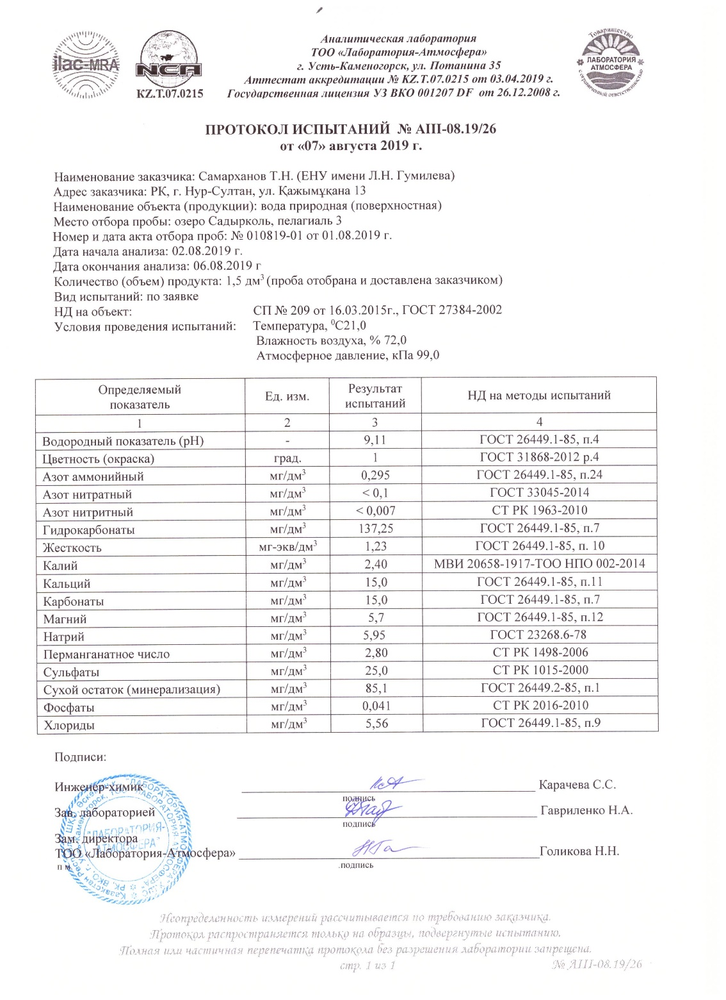 ilac-MRA
NCA
KZ.T.07.0215
Аналитическая лаборатория
ТОО «Лаборатория-Атмосфера»
г. Усть-Каменогорск, ул. Потанина 35
Аттестат аккредитации № KZ.T.07.0215 от 03.04.2019 г.
Государственная лицензия УЗ ВКО 001207 DF от 26.12.2008 г.
Товарищество
ЛАБОРАТОРИЯ
АТМОСФЕРА
с ограниченной ответственностью
ПРОТОКОЛ ИСПЫТАНИЙ № АПІ-08.19/26
от «07» августа 2019 г.
Наименование заказчика: Самарханов Т.Н. (ЕНУ имени Л.Н. Гумилева)
Адрес заказчика: РК, г. Нур-Султан, ул. Қажымұқана 13
Наименование объекта (продукции): вода природная (поверхностная)
Место отбора пробы: озеро Садырколь, пелагиаль 3
Номер и дата акта отбора проб: № 010819-01 от 01.08.2019 г.
Дата начала анализа: 02.08.2019 г.
Дата окончания анализа: 06.08.2019 г
Количество (объем) продукта: 1,5 дм³ (проба отобрана и доставлена заказчиком)
Вид испытаний: по заявке
НД на объект: СП № 209 от 16.03.2015г., ГОСТ 27384-2002
Условия проведения испытаний: Температура, ⁰С21,0
Влажность воздуха, % 72,0
Атмосферное давление, кПа 99,0
Определяемый показатель Ед. изм. Результат испытаний НД на методы испытаний
1 2 3 4
Водородный показатель (рН) - 9,11 ГОСТ 26449.1-85, п.4
Цветность (окраска) град. 1 ГОСТ 31868-2012 р.4
Азот аммонийный мг/дм³ 0,295 ГОСТ 26449.1-85, п.24
Азот нитратный мг/дм³ < 0,1 ГОСТ 33045-2014
Азот нитритный мг/дм³ < 0,007 СТ РК 1963-2010
Гидрокарбонаты мг/дм³ 137,25 ГОСТ 26449.1-85, п.7
Жесткость мг-экв/дм³ 1,23 ГОСТ 26449.1-85, п. 10
Калий мг/дм³ 2,40 МВИ 20658-1917-ТОО НПО 002-2014
Кальций мг/дм³ 15,0 ГОСТ 26449.1-85, п.11
Карбонаты мг/дм³ 15,0 ГОСТ 26449.1-85, п.7
Магний мг/дм³ 5,7 ГОСТ 26449.1-85, п.12
Натрий мг/дм³ 5,95 ГОСТ 23268.6-78
Перманганатное число мг/дм³ 2,80 СТ РК 1498-2006
Сульфаты мг/дм³ 25,0 СТ РК 1015-2000
Сухой остаток (минерализация) мг/дм³ 85,1 ГОСТ 26449.2-85, п.1
Фосфаты мг/дм³ 0,041 СТ РК 2016-2010
Хлориды мг/дм³ 5,56 ГОСТ 26449.1-85, п.9
Подписи:
Инженер-химик Карачева С.С.
подпись
Зав. лабораторией Гавриленко Н.А.
подпись
Зам. директора
ТОО «Лаборатория-Атмосфера» Голикова Н.Н.
п м .подпись
"ЛАБОРАТОРИЯ-
АТМОСФЕРА"
Неопределенность измерений рассчитывается по требованию заказчика.
Протокол распространяется только на образцы, подвергнутые испытанию.
Полная или частичная перепечатка протокола без разрешения лаборатории запрещена.
стр. 1 из 1 № АПІ-08.19/26